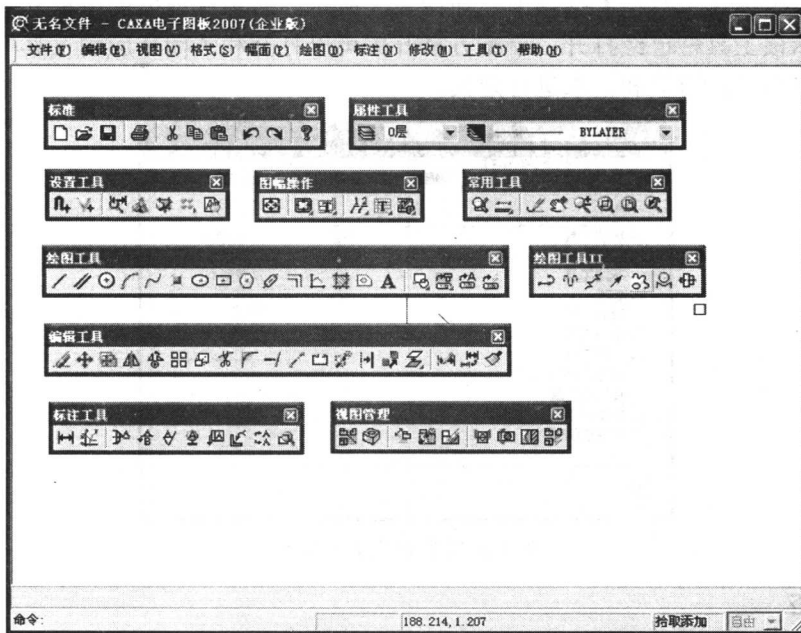 无名文件 - CAXA电子图板2007(企业版)
文件(F) 编辑(E) 视图(V) 格式(S) 幅面(P) 绘图(D) 标注(N) 修改(M) 工具(T) 帮助(H)
标准
属性工具
0层
BYLAYER
设置工具
图幅操作
常用工具
绘图工具
绘图工具II
编辑工具
标注工具
视图管理
命令:
188.214,1.207
拾取添加
自由